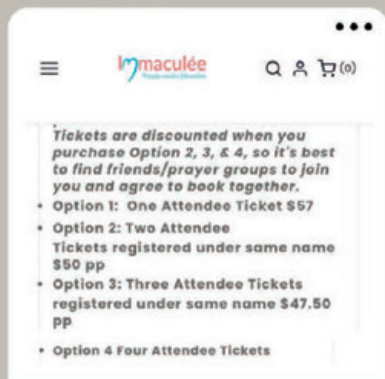 Immaculée
(0)
Tickets are discounted when you
purchase Option 2, 3, & 4, so it's best
to find friends/prayer groups to join
you and agree to book together.
• Option 1: One Attendee Ticket $57
• Option 2: Two Attendee
Tickets registered under same name
$50 pp
• Option 3: Three Attendee Tickets
registered under same name $47.50
pp
• Option 4 Four Attendee Tickets